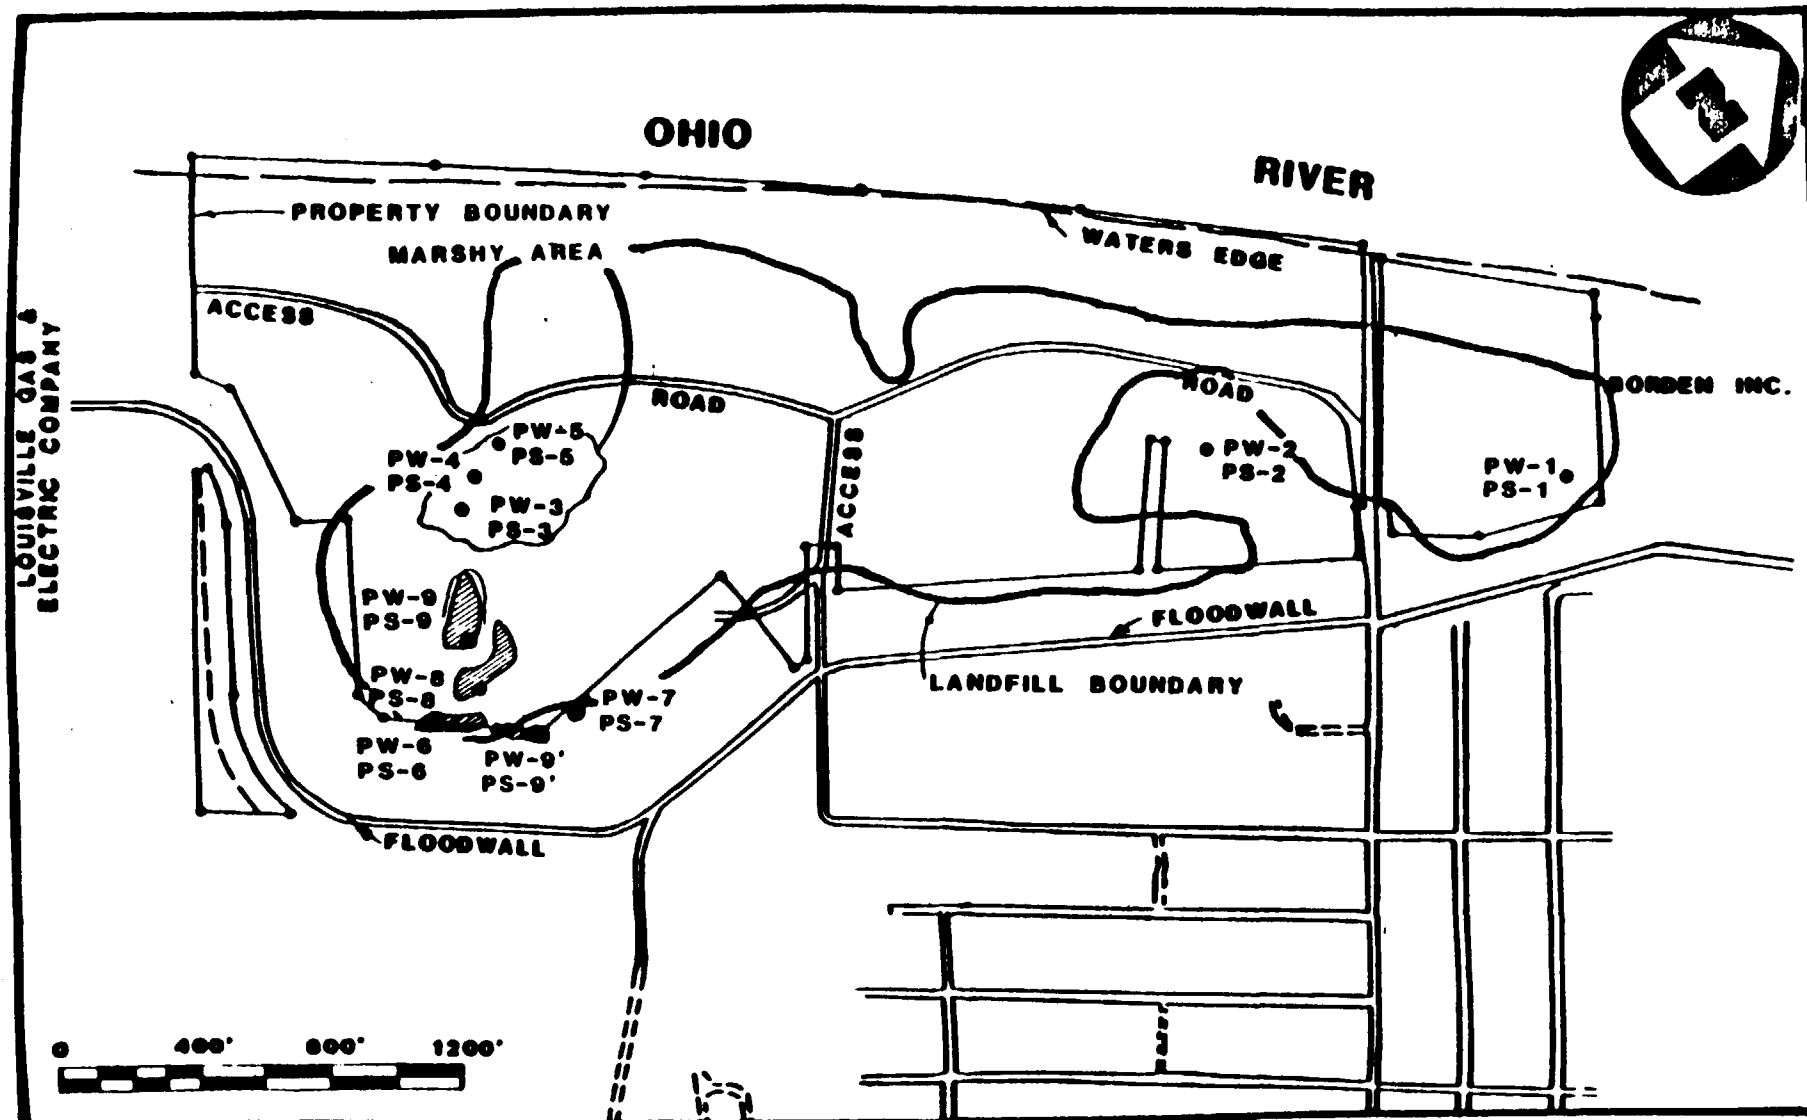 OHIO
RIVER
N
PROPERTY BOUNDARY
MARSHY AREA
WATERS EDGE
ACCESS
LOUISVILLE GAS &
ELECTRIC COMPANY
ROAD
ROAD
BORDEN INC.
PW-5
PS-5
PW-4
PS-4
ACCESS
PW-2
PS-2
PW-1
PS-1
PW-3
PS-3
PW-9
PS-9
FLOODWALL
PW-8
PS-8
LANDFILL BOUNDARY
PW-7
PS-7
PW-6
PS-6
PW-9'
PS-9'
FLOODWALL
0 400' 800' 1200'